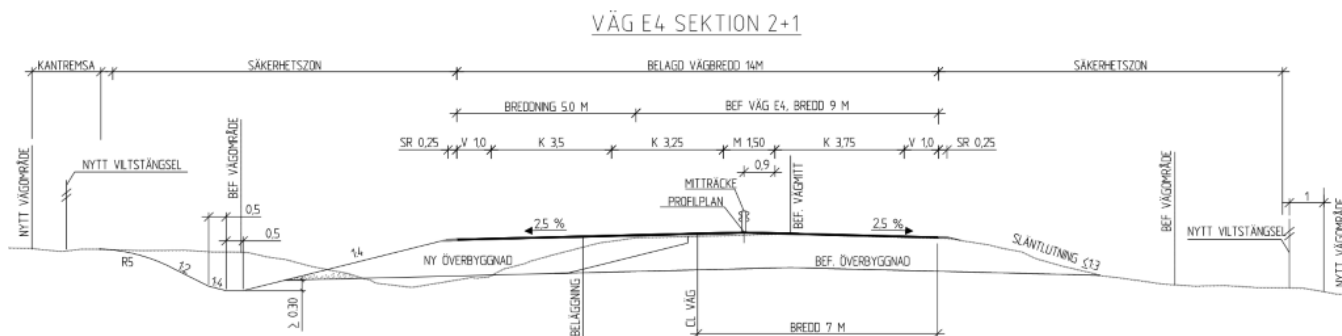 VÄG E4 SEKTION 2+1
KANTREMSA
SÄKERHETSZON
BELAGD VÄGBREDD 14M
SÄKERHETSZON
BREDDNING 5.0 M
BEF VÄG E4, BREDD 9 M
SR 0,25
V 1,0
K 3,5
K 3,25
M 1,50
K 3,75
V 1,0
SR 0,25
0,9
NYTT VÄGOMRÅDE
NYTT VILTSTÄNGSEL
BEF VÄGOMRÅDE
0,5
0,5
MITTRÄCKE
PROFILPLAN
BEF. VÄGMITT
BEF VÄGOMRÅDE
1
NYTT VILTSTÄNGSEL
NYTT VÄGOMRÅDE
2.5 %
2.5 %
R5
1:2
1:4
1:4
NY ÖVERBYGGNAD
BEF. ÖVERBYGGNAD
SLÄNTLUTNING ≤1:3
≥ 0.30
BELÄGGNING
CL VÄG
BREDD 7 M